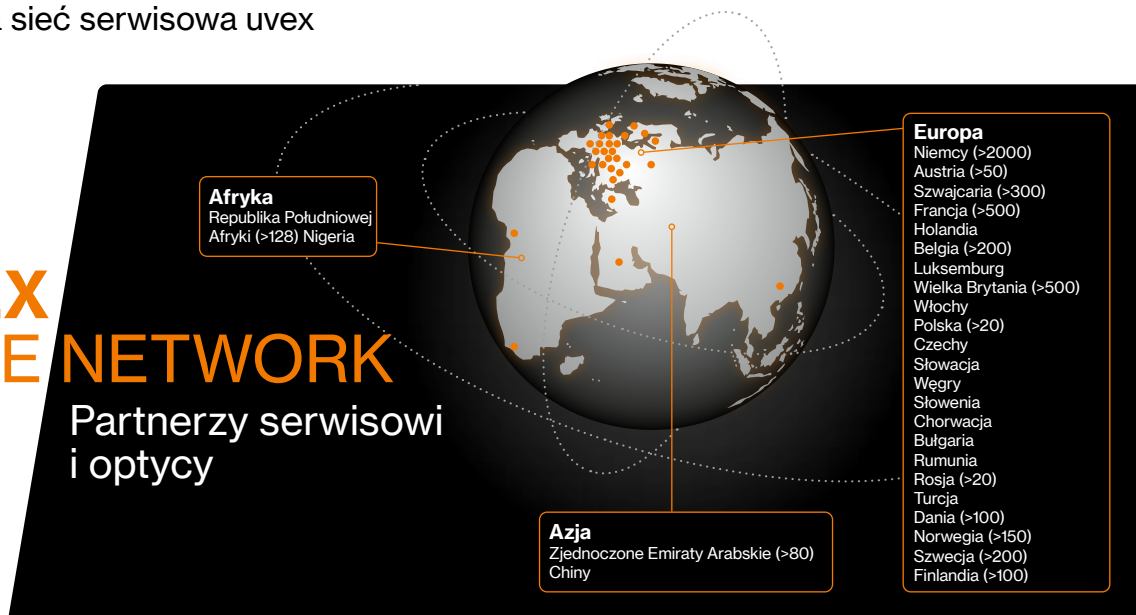 sieć serwisowa uvex
X
E NETWORK
Partnerzy serwisowi
i optycy
Afryka
Republika Południowej
Afryki (>128) Nigeria
Azja
Zjednoczone Emiraty Arabskie (>80)
Chiny
Europa
Niemcy (>2000)
Austria (>50)
Szwajcaria (>300)
Francja (>500)
Holandia
Belgia (>200)
Luksemburg
Wielka Brytania (>500)
Włochy
Polska (>20)
Czechy
Słowacja
Węgry
Słowenia
Chorwacja
Bułgaria
Rumunia
Rosja (>20)
Turcja
Dania (>100)
Norwegia (>150)
Szwecja (>200)
Finlandia (>100)